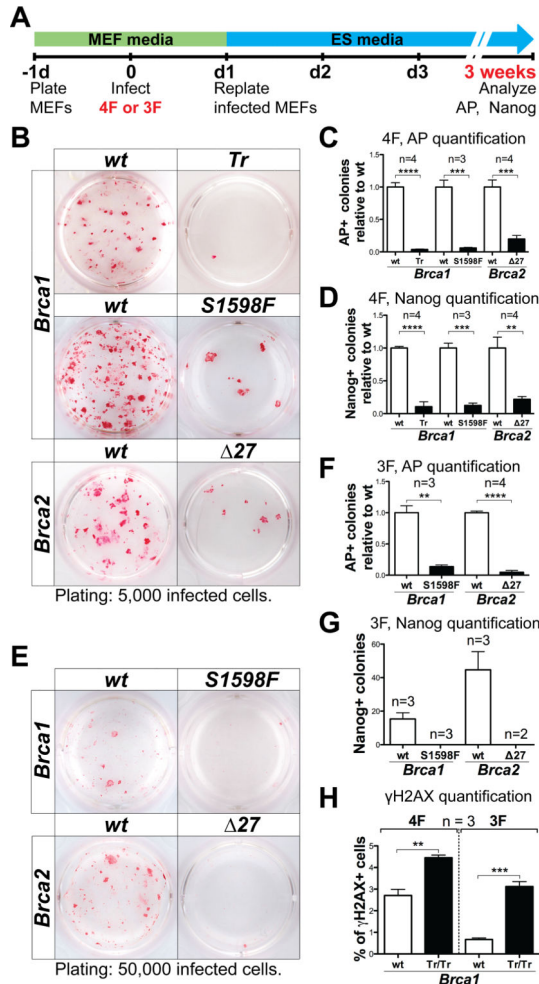 A
MEF media ES media
-1d 0 d1 d2 d3 3 weeks
Plate Infect Replate Analyze
MEFs 4F or 3F infected MEFs AP, Nanog
B
wt Tr
Brca1
wt S1598F
Brca2
wt Δ27
Plating: 5,000 infected cells.
C
4F, AP quantification
AP+ colonies
relative to wt
n=4 n=3 n=4
**** *** ***
1.5
1.0
0.5
0.0
wt Tr wt S1598F wt Δ27
Brca1 Brca2
D
4F, Nanog quantification
Nanog+ colonies
relative to wt
n=4 n=3 n=4
**** *** **
1.5
1.0
0.5
0.0
wt Tr wt S1598F wt Δ27
Brca1 Brca2
E
wt S1598F
Brca1
wt Δ27
Brca2
Plating: 50,000 infected cells.
F
3F, AP quantification
AP+ colonies
relative to wt
n=3 n=4
** ****
1.5
1.0
0.5
0.0
wt S1598F wt Δ27
Brca1 Brca2
G
3F, Nanog quantification
Nanog+ colonies
60
40
20
0
n=3
n=3
n=3 n=2
wt S1598F wt Δ27
Brca1 Brca2
H
γH2AX quantification
4F n = 3 3F
% of γH2AX+ cells
** ***
5
4
3
2
1
0
wt Tr/Tr wt Tr/Tr
Brca1